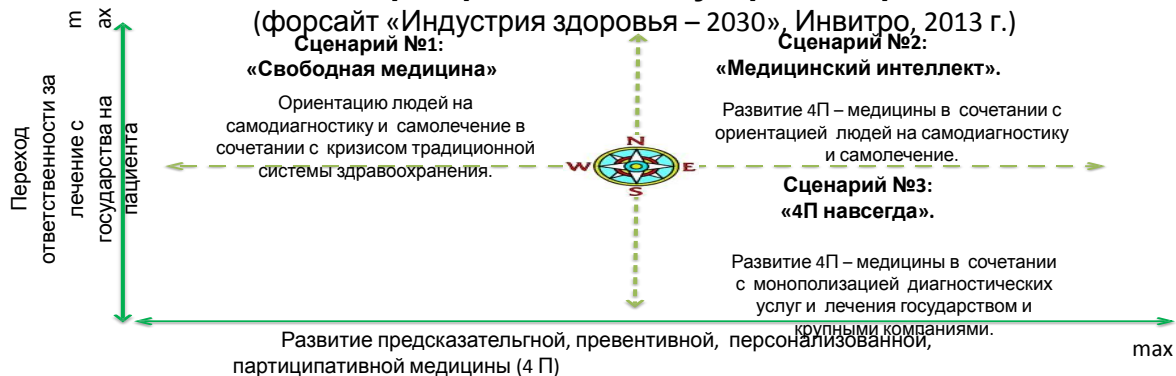 (форсайт «Индустрия здоровья – 2030», Инвитро, 2013 г.)
m
ax
Переход
ответственности за
лечение с
государства на
пациента
Сценарий №1:
«Свободная медицина»
Ориентацию людей на
самодиагностику и самолечение в
сочетании с кризисом традиционной
системы здравоохранения.
Сценарий №2:
«Медицинский интеллект».
Развитие 4П – медицины в сочетании с
ориентацией людей на самодиагностику
и самолечение.
N
W
E
S
Сценарий №3:
«4П навсегда».
Развитие 4П – медицины в сочетании
с монополизацией диагностических
услуг и лечения государством и
крупными компаниями.
Развитие предсказательгной, превентивной, персонализованной,
партиципативной медицины (4 П)
max